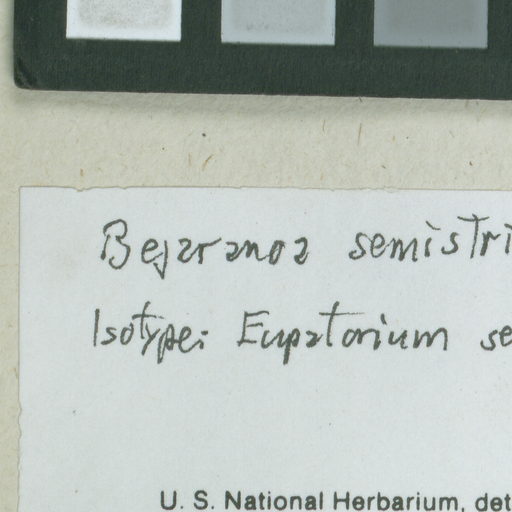 Bejaranoa semistri
Isotype: Eupatorium se
U. S. National Herbarium, det